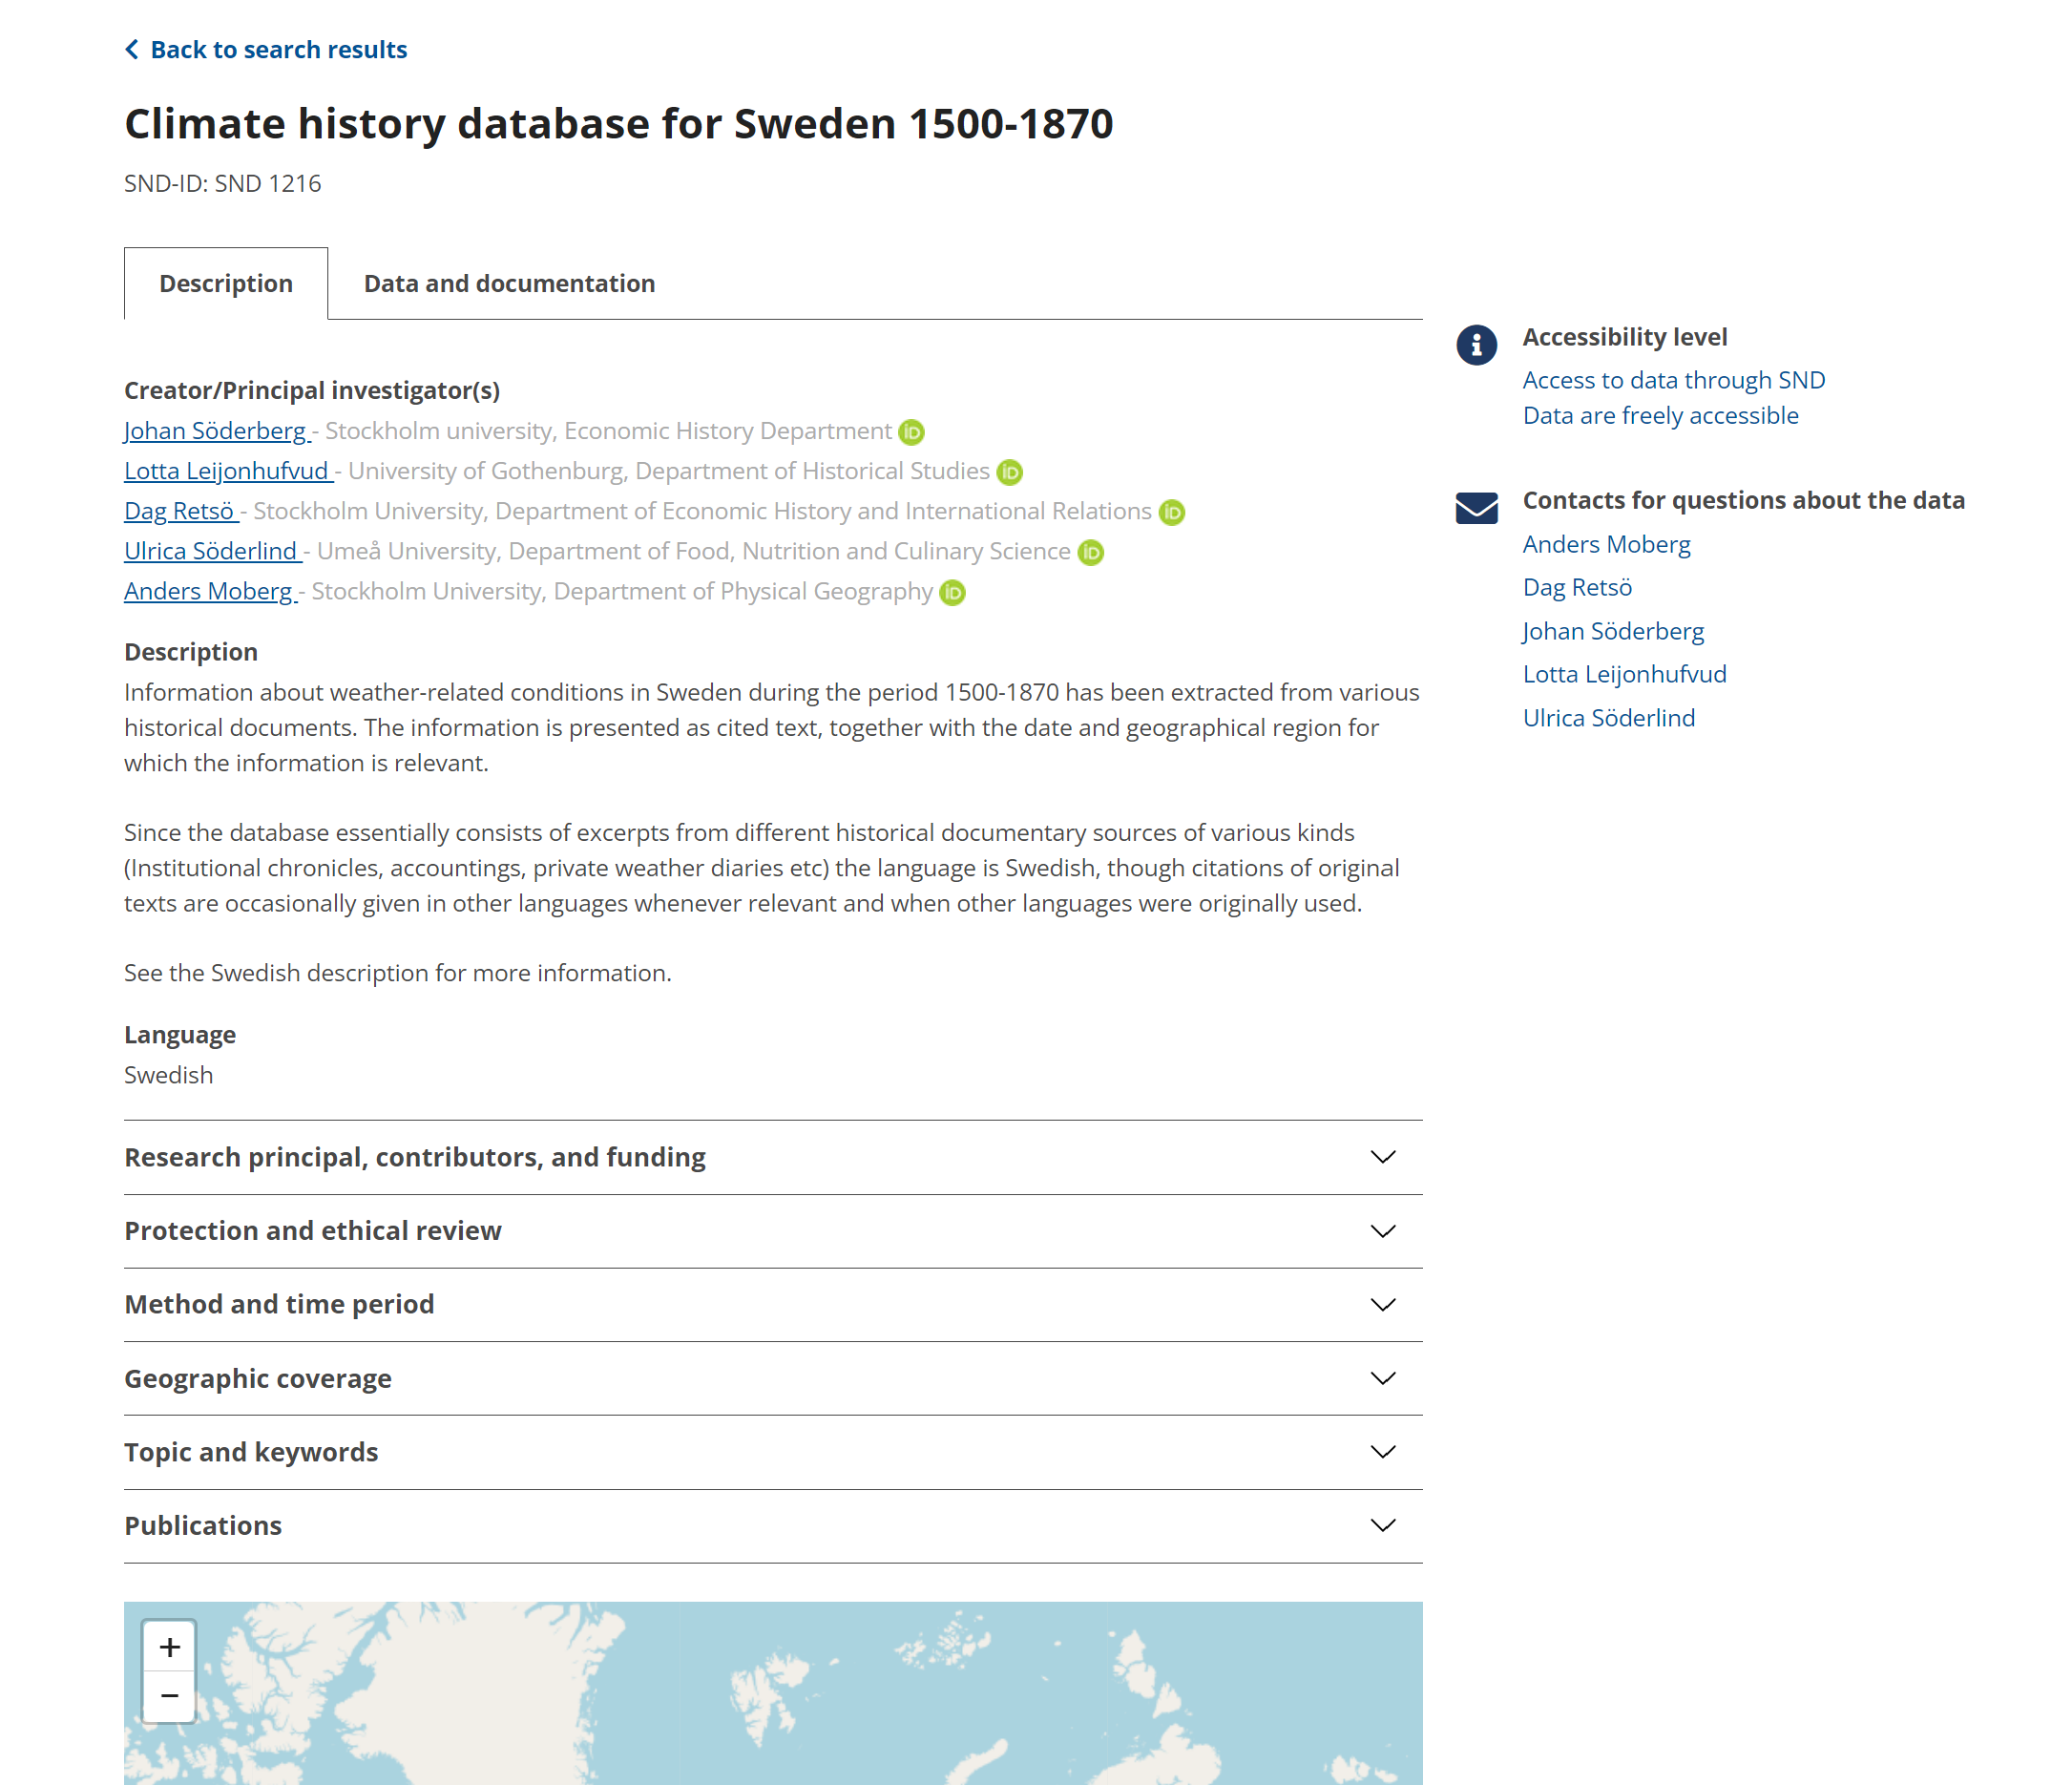 Back to search results
Climate history database for Sweden 1500-1870
SND-ID: SND 1216
Description
Data and documentation
Creator/Principal investigator(s)
Johan Söderberg - Stockholm university, Economic History Department iD
Lotta Leijonhufvud - University of Gothenburg, Department of Historical Studies iD
Dag Retsö - Stockholm University, Department of Economic History and International Relations iD
Ulrica Söderlind - Umeå University, Department of Food, Nutrition and Culinary Science iD
Anders Moberg - Stockholm University, Department of Physical Geography iD
Description
Information about weather-related conditions in Sweden during the period 1500-1870 has been extracted from various
historical documents. The information is presented as cited text, together with the date and geographical region for
which the information is relevant.
Since the database essentially consists of excerpts from different historical documentary sources of various kinds
(Institutional chronicles, accountings, private weather diaries etc) the language is Swedish, though citations of original
texts are occasionally given in other languages whenever relevant and when other languages were originally used.
See the Swedish description for more information.
Language
Swedish
Research principal, contributors, and funding
Protection and ethical review
Method and time period
Geographic coverage
Topic and keywords
Publications
+
−
Accessibility level
Access to data through SND
Data are freely accessible
Contacts for questions about the data
Anders Moberg
Dag Retsö
Johan Söderberg
Lotta Leijonhufvud
Ulrica Söderlind